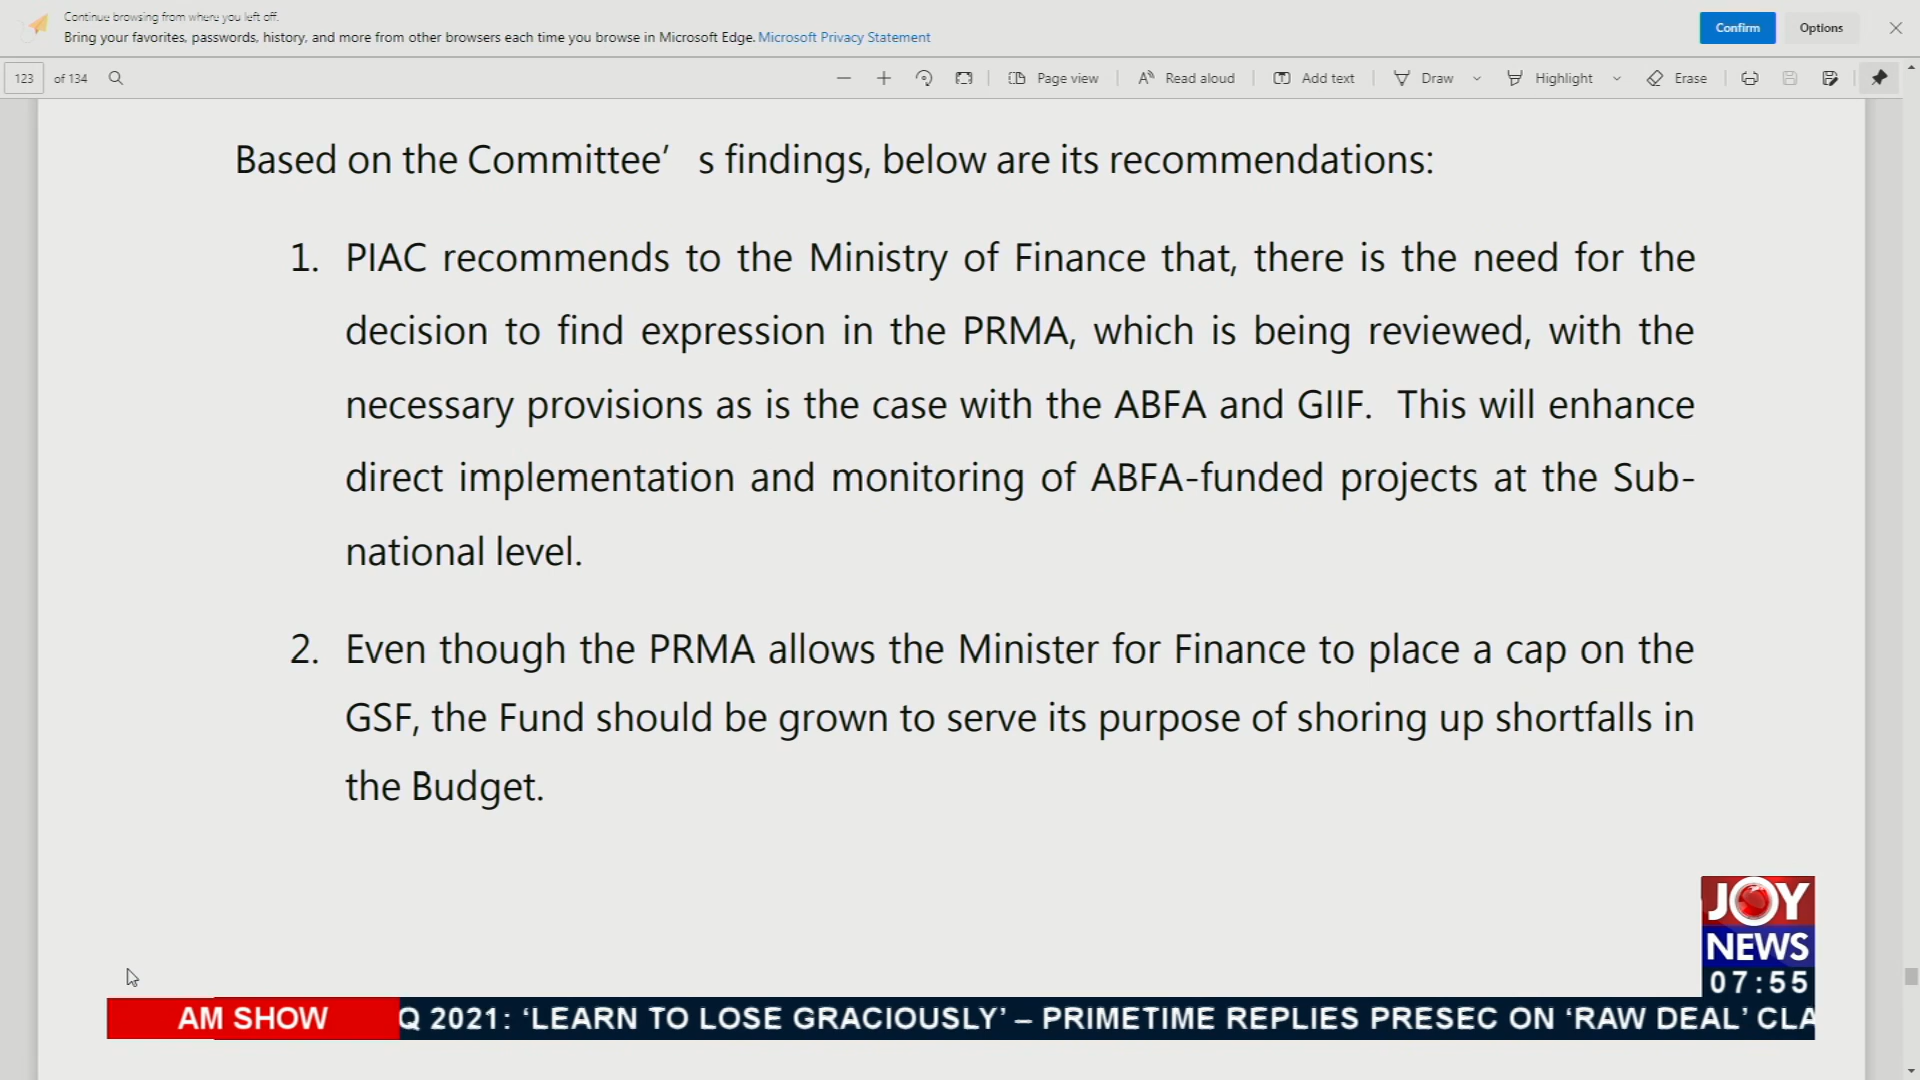 Continue browsing from where you left off.
Bring your favorites, passwords, history, and more from other browsers each time you browse in Microsoft Edge. Microsoft Privacy Statement
Confirm
Options
123 of 134
Page view
Read aloud
Add text
Draw
Highlight
Erase
Based on the Committee’ s findings, below are its recommendations:
1. PIAC recommends to the Ministry of Finance that, there is the need for the
decision to find expression in the PRMA, which is being reviewed, with the
necessary provisions as is the case with the ABFA and GIIF. This will enhance
direct implementation and monitoring of ABFA-funded projects at the Sub-
national level.
2. Even though the PRMA allows the Minister for Finance to place a cap on the
GSF, the Fund should be grown to serve its purpose of shoring up shortfalls in
the Budget.
JOY
NEWS
07:55
AM SHOW
Q 2021: ‘LEARN TO LOSE GRACIOUSLY’ – PRIMETIME REPLIES PRESEC ON ‘RAW DEAL’ CLA